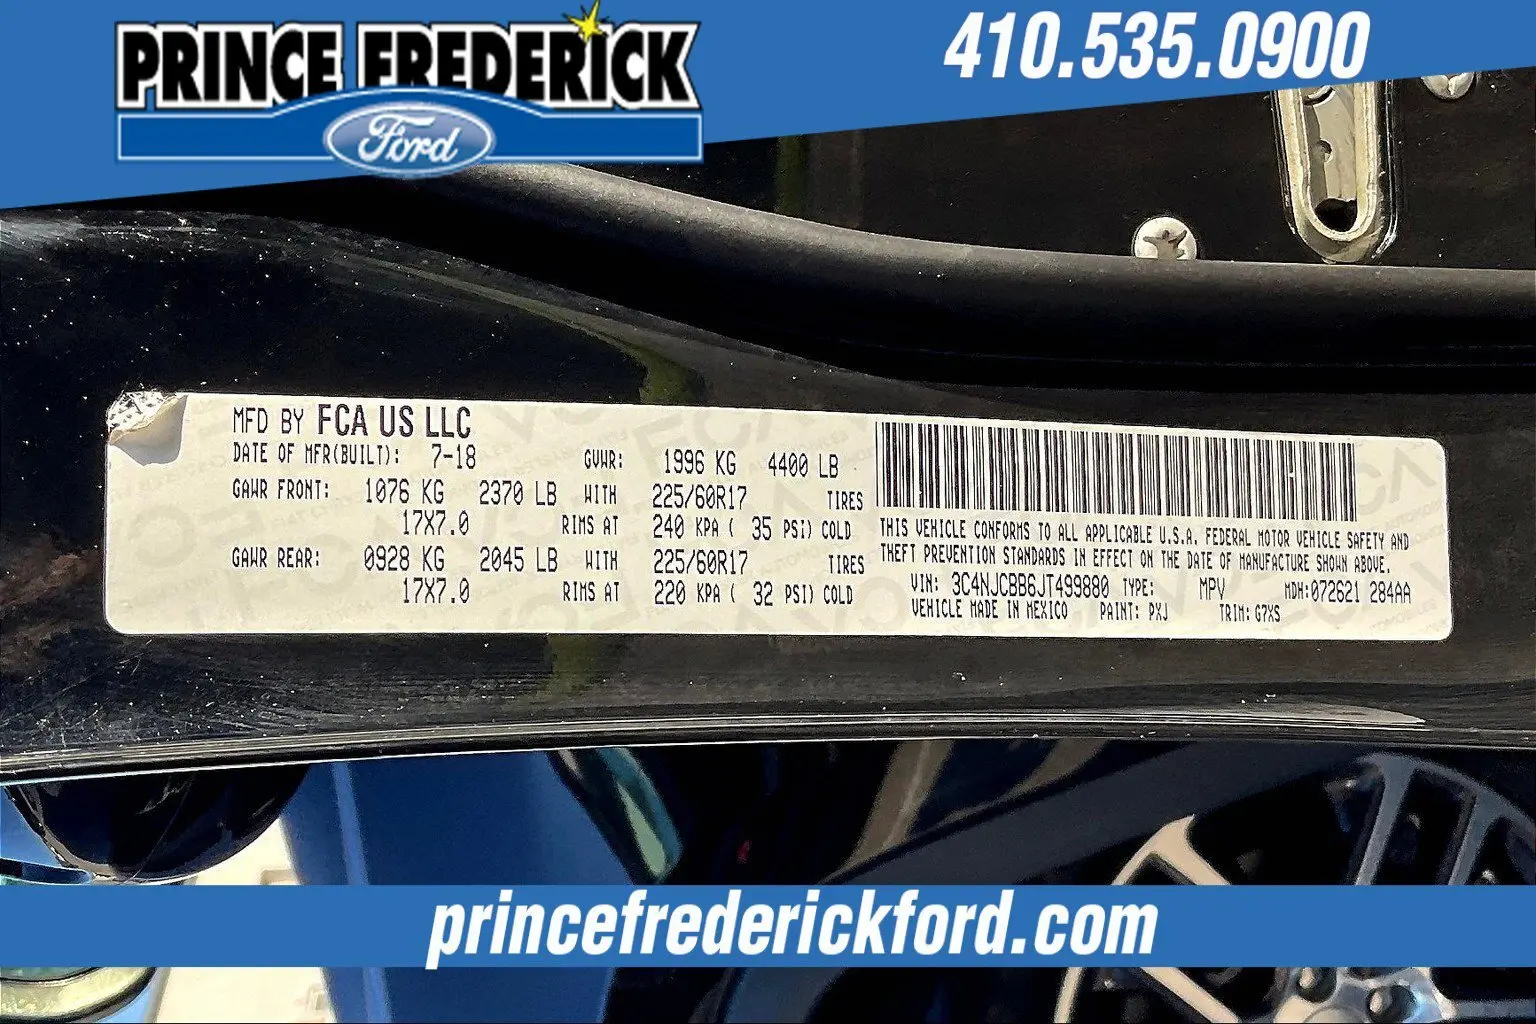 PRINCE FREDERICK
Ford
410.535.0900
MFD BY FCA US LLC
DATE OF MFR(BUILT): 7-18 GVWR: 1996 KG 4400 LB
GAWR FRONT: 1076 KG 2370 LB WITH 225/60R17 TIRES
17X7.0 RIMS AT 240 KPA ( 35 PSI) COLD
GAWR REAR: 0928 KG 2045 LB WITH 225/60R17 TIRES
17X7.0 RIMS AT 220 KPA ( 32 PSI) COLD
THIS VEHICLE CONFORMS TO ALL APPLICABLE U.S.A. FEDERAL MOTOR VEHICLE SAFETY AND
THEFT PREVENTION STANDARDS IN EFFECT ON THE DATE OF MANUFACTURE SHOWN ABOVE.
VIN: 3C4NJCBB6JT499880 TYPE: MPV MDH:072621 284AA
VEHICLE MADE IN MEXICO PAINT: PXJ TRIM: G7XS
princefrederickford.com